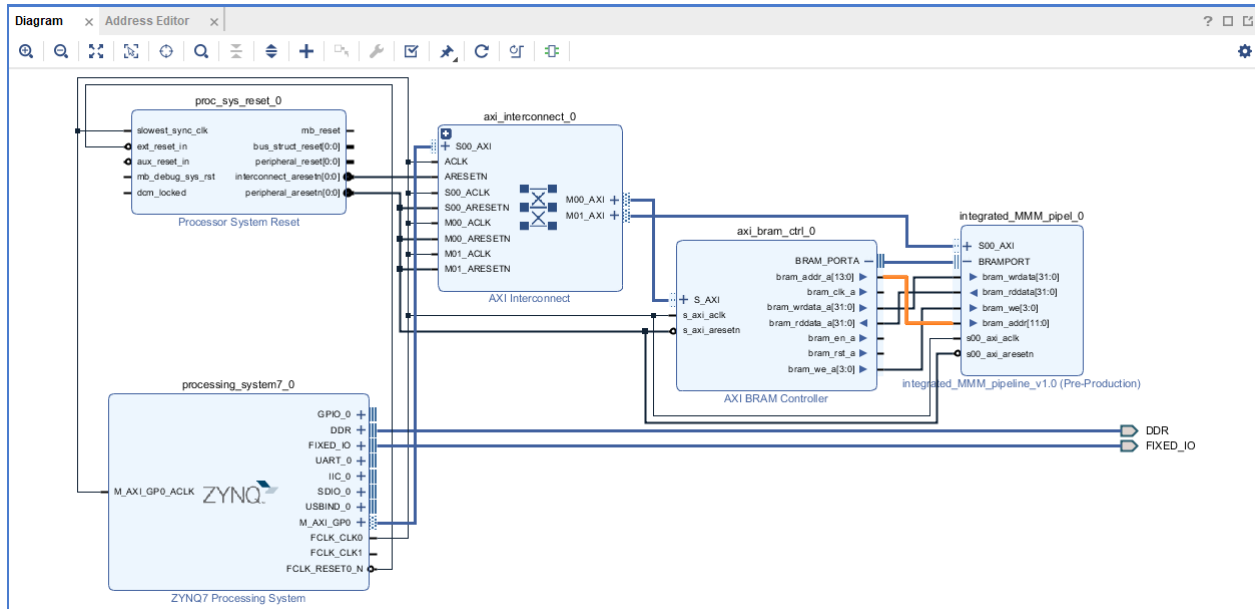 Diagram × Address Editor ×
proc_sys_reset_0
slowest_sync_clk
ext_reset_in
aux_reset_in
mb_debug_sys_rst
dcm_locked
mb_reset
bus_struct_reset[0:0]
peripheral_reset[0:0]
interconnect_aresetn[0:0]
peripheral_aresetn[0:0]
Processor System Reset
axi_interconnect_0
S00_AXI
ACLK
ARESETN
S00_ACLK
S00_ARESETN
M00_ACLK
M00_ARESETN
M01_ACLK
M01_ARESETN
M00_AXI
M01_AXI
AXI Interconnect
axi_bram_ctrl_0
S_AXI
s_axi_aclk
s_axi_aresetn
BRAM_PORTA
bram_addr_a[13:0]
bram_clk_a
bram_wrdata_a[31:0]
bram_rddata_a[31:0]
bram_en_a
bram_rst_a
bram_we_a[3:0]
AXI BRAM Controller
integrated_MMM_pipel_0
S00_AXI
BRAMPORT
bram_wrdata[31:0]
bram_rddata[31:0]
bram_we[3:0]
bram_addr[11:0]
s00_axi_aclk
s00_axi_aresetn
integrated_MMM_pipeline_v1.0 (Pre-Production)
processing_system7_0
M_AXI_GP0_ACLK
ZYNQ
GPIO_0
DDR
FIXED_IO
UART_0
IIC_0
SDIO_0
USBIND_0
M_AXI_GP0
FCLK_CLK0
FCLK_CLK1
FCLK_RESET0_N
ZYNQ7 Processing System
DDR
FIXED_IO